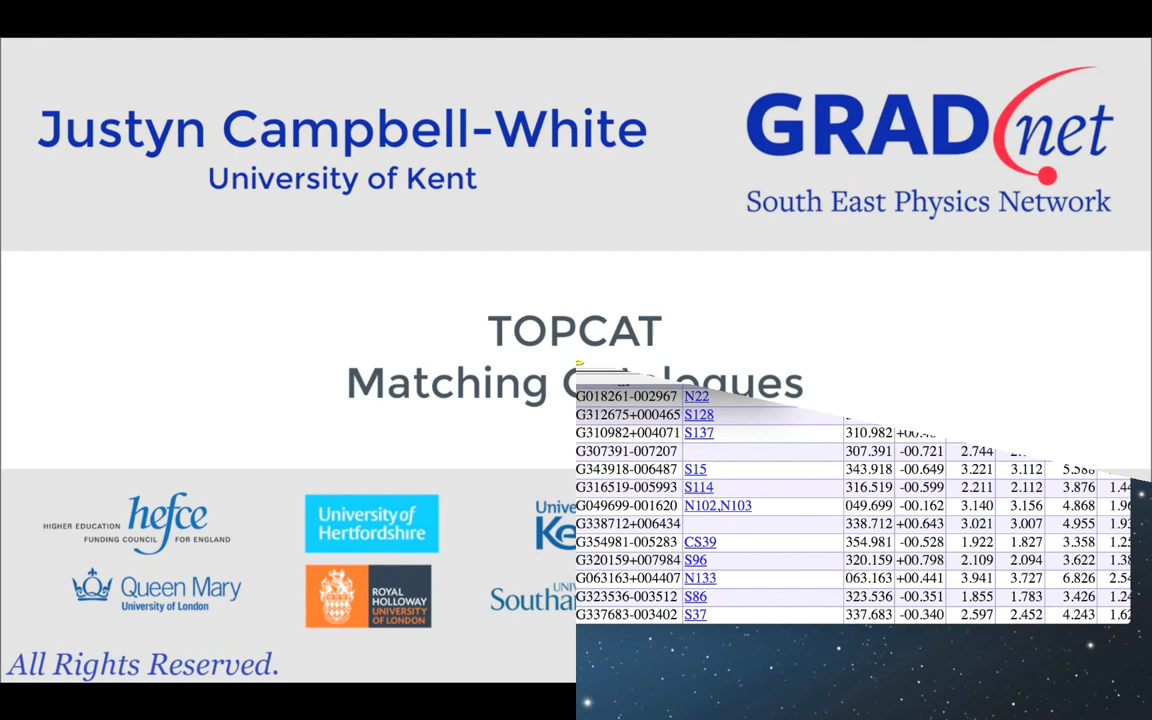 Justyn Campbell-White
University of Kent
GRADnet
South East Physics Network
TOPCAT
Matching
HIGHER EDUCATION hefce
FUNDING COUNCIL FOR ENGLAND
University of
Hertfordshire
Queen Mary
University of London
ROYAL
HOLLOWAY
UNIVERSITY
OF LONDON
All Rights Reserved.
G018261-002967 N22
G312675+000465 S128
G310982+004071 S137 310.982
G307391-007207 307.391 -00.721 2.744
G343918-006487 S15 343.918 -00.649 3.221 3.112
G316519-005993 S114 316.519 -00.599 2.211 2.112 3.876
G049699-001620 N102,N103 049.699 -00.162 3.140 3.156 4.868
G338712+006434 338.712 +00.643 3.021 3.007 4.955
G354981-005283 CS39 354.981 -00.528 1.922 1.827 3.358
G320159+007984 S96 320.159 +00.798 2.109 2.094 3.622
G063163+004407 N133 063.163 +00.441 3.941 3.727 6.826
G323536-003512 S86 323.536 -00.351 1.855 1.783 3.426
G337683-003402 S37 337.683 -00.340 2.597 2.452 4.243